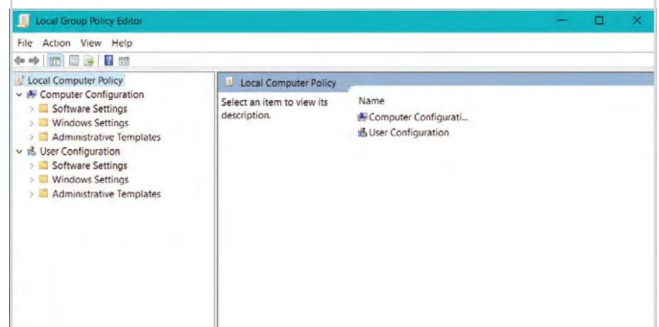 Local Group Policy Editor
File Action View Help
Local Computer Policy
Computer Configuration
Software Settings
Windows Settings
Administrative Templates
User Configuration
Software Settings
Windows Settings
Administrative Templates
Local Computer Policy
Select an item to view its
description.
Name
Computer Configurati...
User Configuration